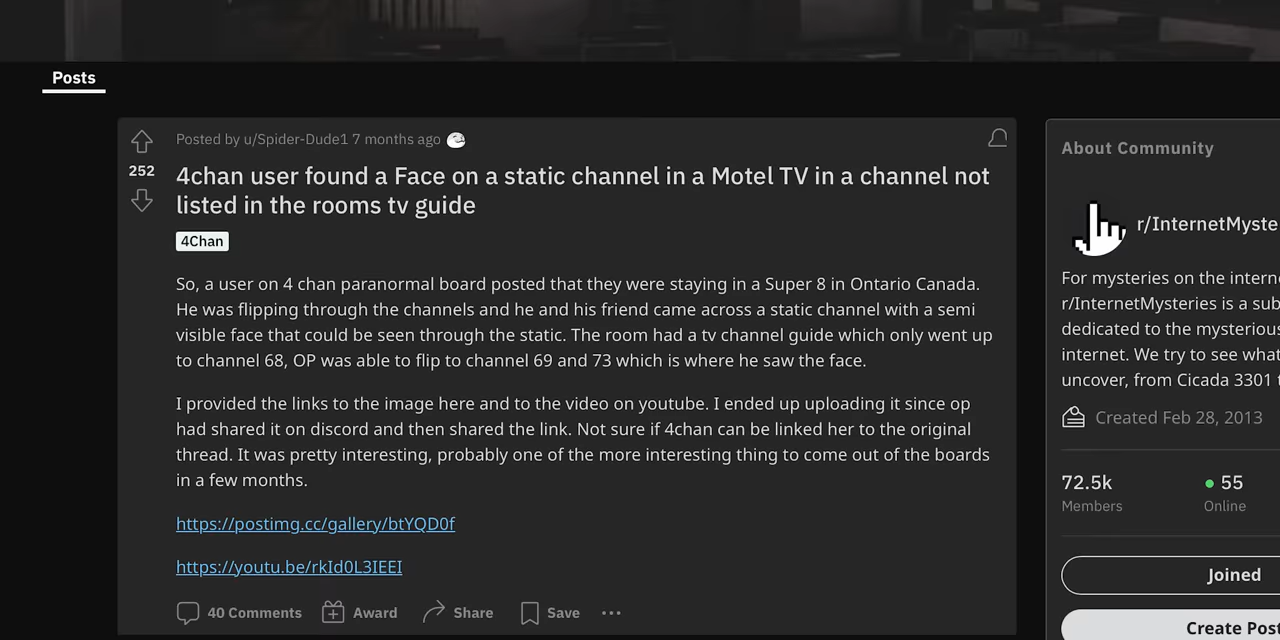 Posts
Posted by u/Spider-Dude1 7 months ago
252
4chan user found a Face on a static channel in a Motel TV in a channel not
listed in the rooms tv guide
4Chan
So, a user on 4 chan paranormal board posted that they were staying in a Super 8 in Ontario Canada.
He was flipping through the channels and he and his friend came across a static channel with a semi
visible face that could be seen through the static. The room had a tv channel guide which only went up
to channel 68, OP was able to flip to channel 69 and 73 which is where he saw the face.
I provided the links to the image here and to the video on youtube. I ended up uploading it since op
had shared it on discord and then shared the link. Not sure if 4chan can be linked her to the original
thread. It was pretty interesting, probably one of the more interesting thing to come out of the boards
in a few months.
https://postimg.cc/gallery/btYQD0f
https://youtu.be/rkId0L3IEEI
40 Comments Award Share Save
About Community
r/InternetMyste
For mysteries on the intern
r/InternetMysteries is a sub
dedicated to the mysterious
internet. We try to see what
uncover, from Cicada 3301 t
Created Feb 28, 2013
72.5k 55
Members Online
Joined
Create Post